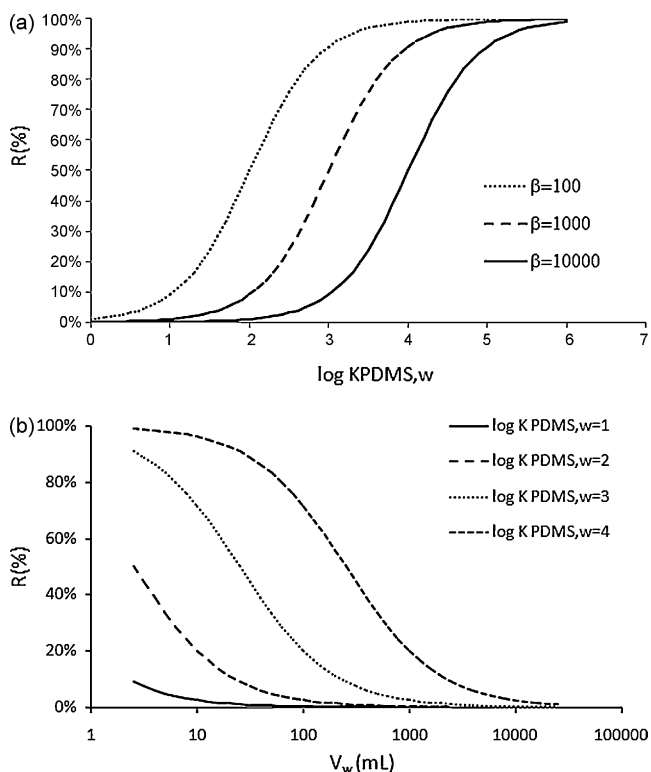 (a)
100%
90%
80%
70%
60%
50%
40%
30%
20%
10%
0%
R(%)
0 1 2 3 4 5 6 7
log KPDMS,w
β=100
β=1000
β=10000
(b)
100%
80%
60%
40%
20%
0%
R(%)
1 10 100 1000 10000 100000
Vw(mL)
log K PDMS,w=1
log K PDMS,w=2
log K PDMS,w=3
log K PDMS,w=4